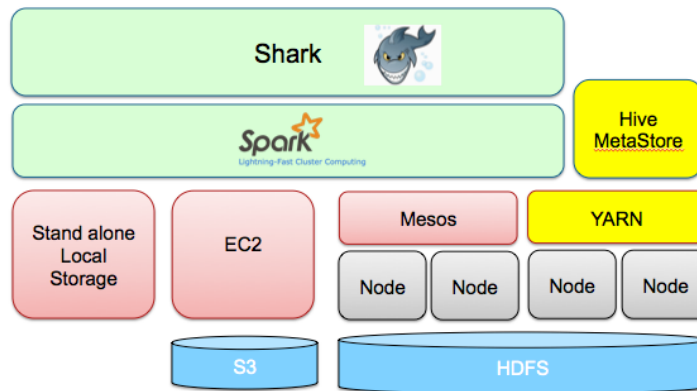 Shark
Spark
Lightning-Fast Cluster Computing
Hive
MetaStore
Stand alone
Local
Storage
EC2
Mesos
YARN
Node
Node
Node
Node
S3
HDFS